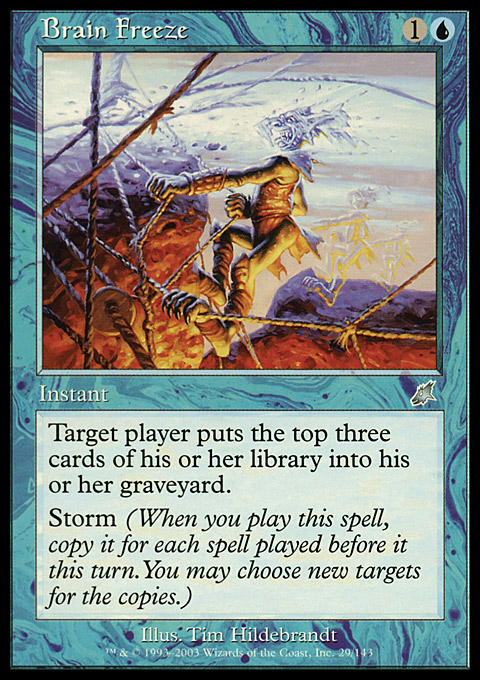 Brain Freeze 1
Instant
Target player puts the top three
cards of his or her library into his
or her graveyard.
Storm (When you play this spell,
copy it for each spell played before it
this turn. You may choose new targets
for the copies.)
Illus. Tim Hildebrandt
™ & © 1993–2003 Wizards of the Coast, Inc. 29/143